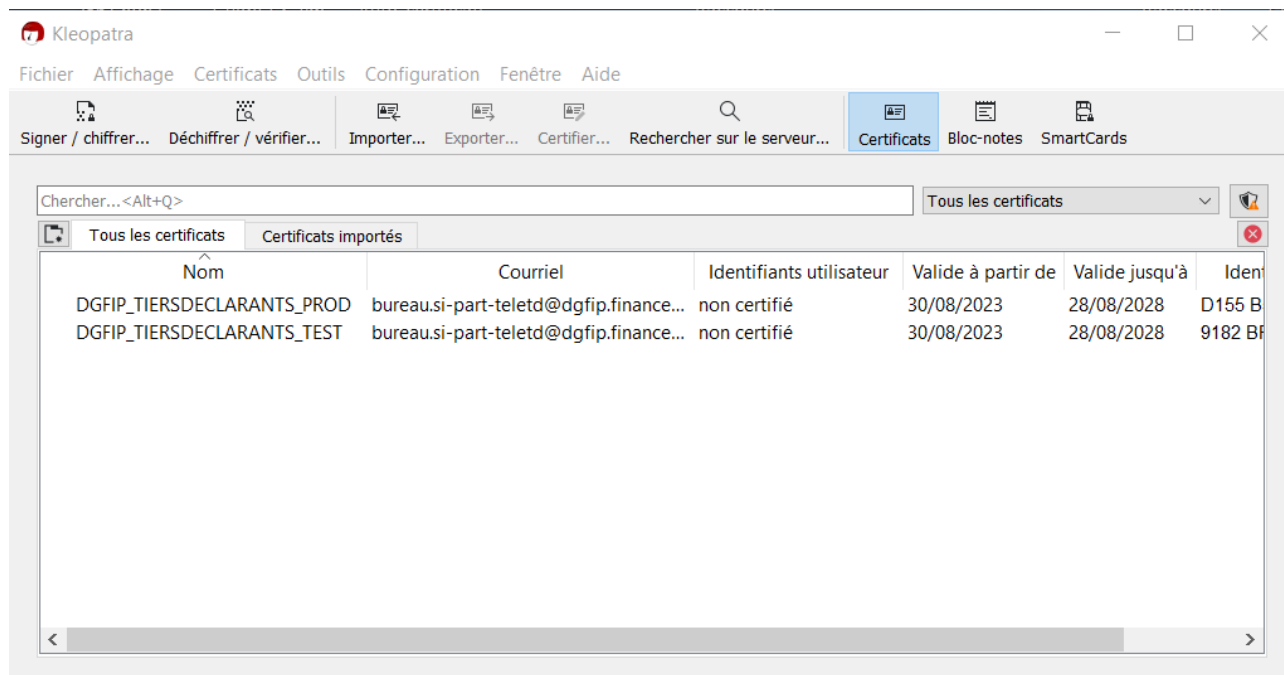 Kleopatra
Fichier Affichage Certificats Outils Configuration Fenêtre Aide
Signer / chiffrer... Déchiffrer / vérifier... Importer... Exporter... Certifier... Rechercher sur le serveur... Certificats Bloc-notes SmartCards
Chercher...<Alt+Q> Tous les certificats
Tous les certificats Certificats importés
Nom Courriel Identifiants utilisateur Valide à partir de Valide jusqu'à
DGFIP_TIERSDECLARANTS_PROD bureau.si-part-teletd@dgfip.finance... non certifié 30/08/2023 28/08/2028 D155
DGFIP_TIERSDECLARANTS_TEST bureau.si-part-teletd@dgfip.finance... non certifié 30/08/2023 28/08/2028 9182